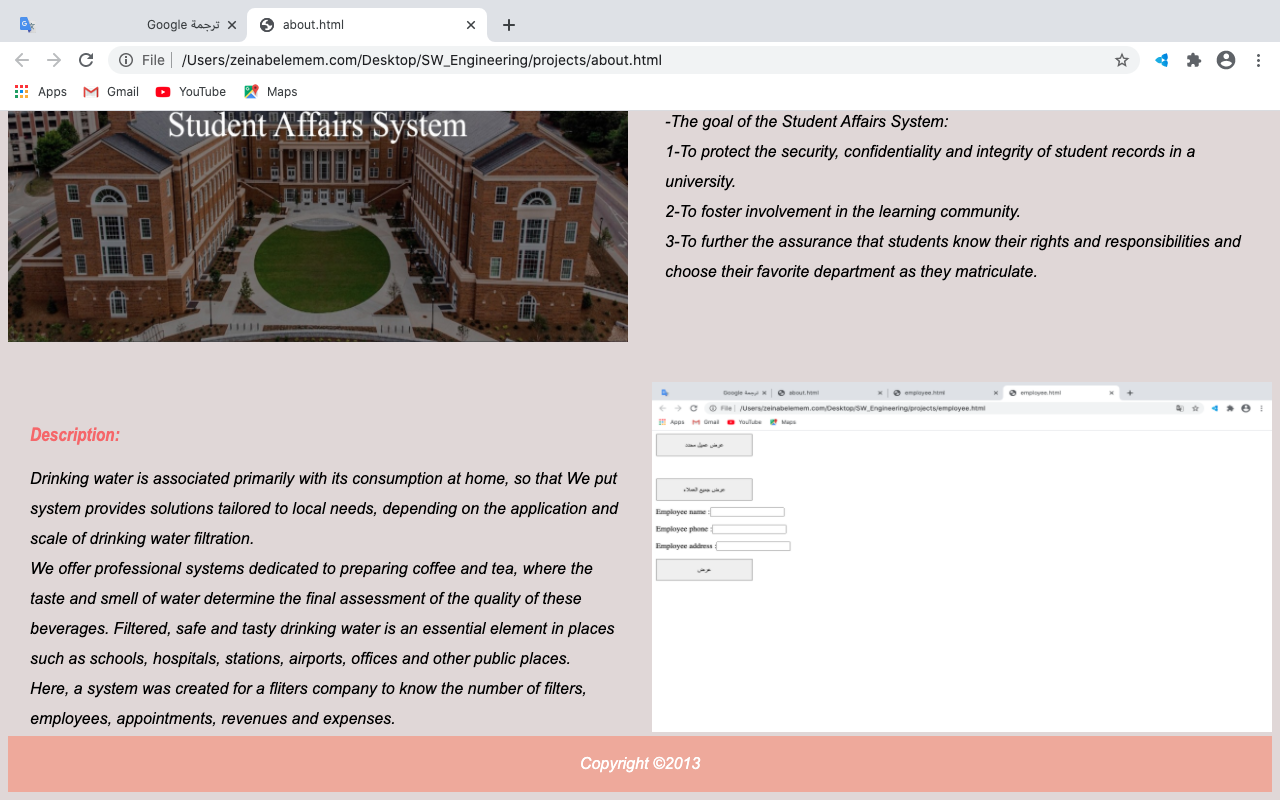 ترجمة Google
about.html
File
/Users/zeinabelemem.com/Desktop/SW_Engineering/projects/about.html
Apps
Gmail
YouTube
Maps
Student Affairs System
-The goal of the Student Affairs System:
1-To protect the security, confidentiality and integrity of student records in a
university.
2-To foster involvement in the learning community.
3-To further the assurance that students know their rights and responsibilities and
choose their favorite department as they matriculate.
Description:
Drinking water is associated primarily with its consumption at home, so that We put
system provides solutions tailored to local needs, depending on the application and
scale of drinking water filtration.
We offer professional systems dedicated to preparing coffee and tea, where the
taste and smell of water determine the final assessment of the quality of these
beverages. Filtered, safe and tasty drinking water is an essential element in places
such as schools, hospitals, stations, airports, offices and other public places.
Here, a system was created for a fliters company to know the number of filters,
employees, appointments, revenues and expenses.
ترجمة Google
about.html
employee.html
employee.html
File
/Users/zeinabelemem.com/Desktop/SW_Engineering/projects/employee.html
Apps
Gmail
YouTube
Maps
عرض عميل محدد
عرض جميع العملاء
Employee name :
Employee phone :
Employee address :
عرض
Copyright ©2013